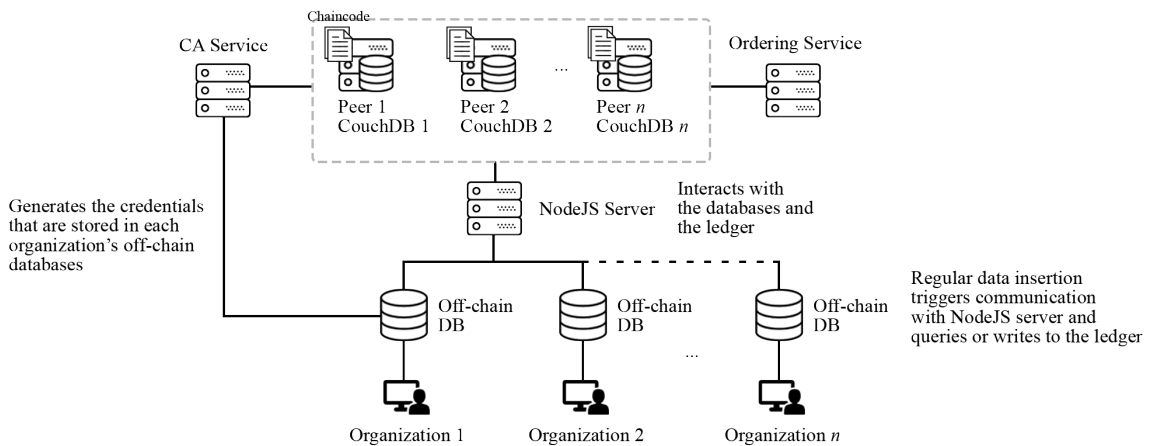 Chaincode
CA Service
Ordering Service
...
Peer 1
CouchDB 1
Peer 2
CouchDB 2
Peer n
CouchDB n
Generates the credentials
that are stored in each
organization's off-chain
databases
NodeJS Server
Interacts with
the databases and
the ledger
Off-chain
DB
Off-chain
DB
Off-chain
DB
Regular data insertion
triggers communication
with NodeJS server and
queries or writes to the ledger
...
Organization 1
Organization 2
Organization n